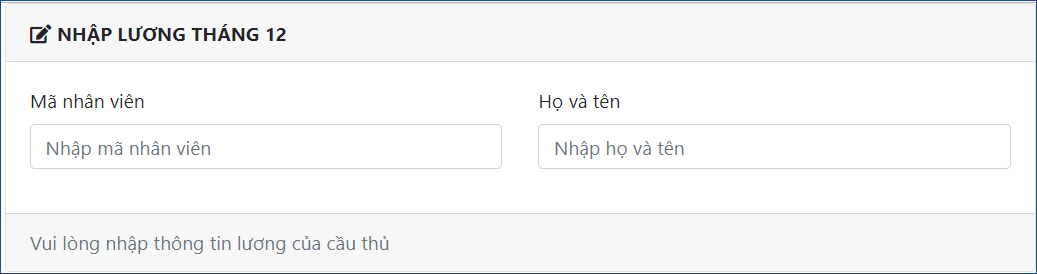 NHẬP LƯƠNG THÁNG 12
Mã nhân viên
Họ và tên
Nhập mã nhân viên
Nhập họ và tên
Vui lòng nhập thông tin lương của cầu thủ